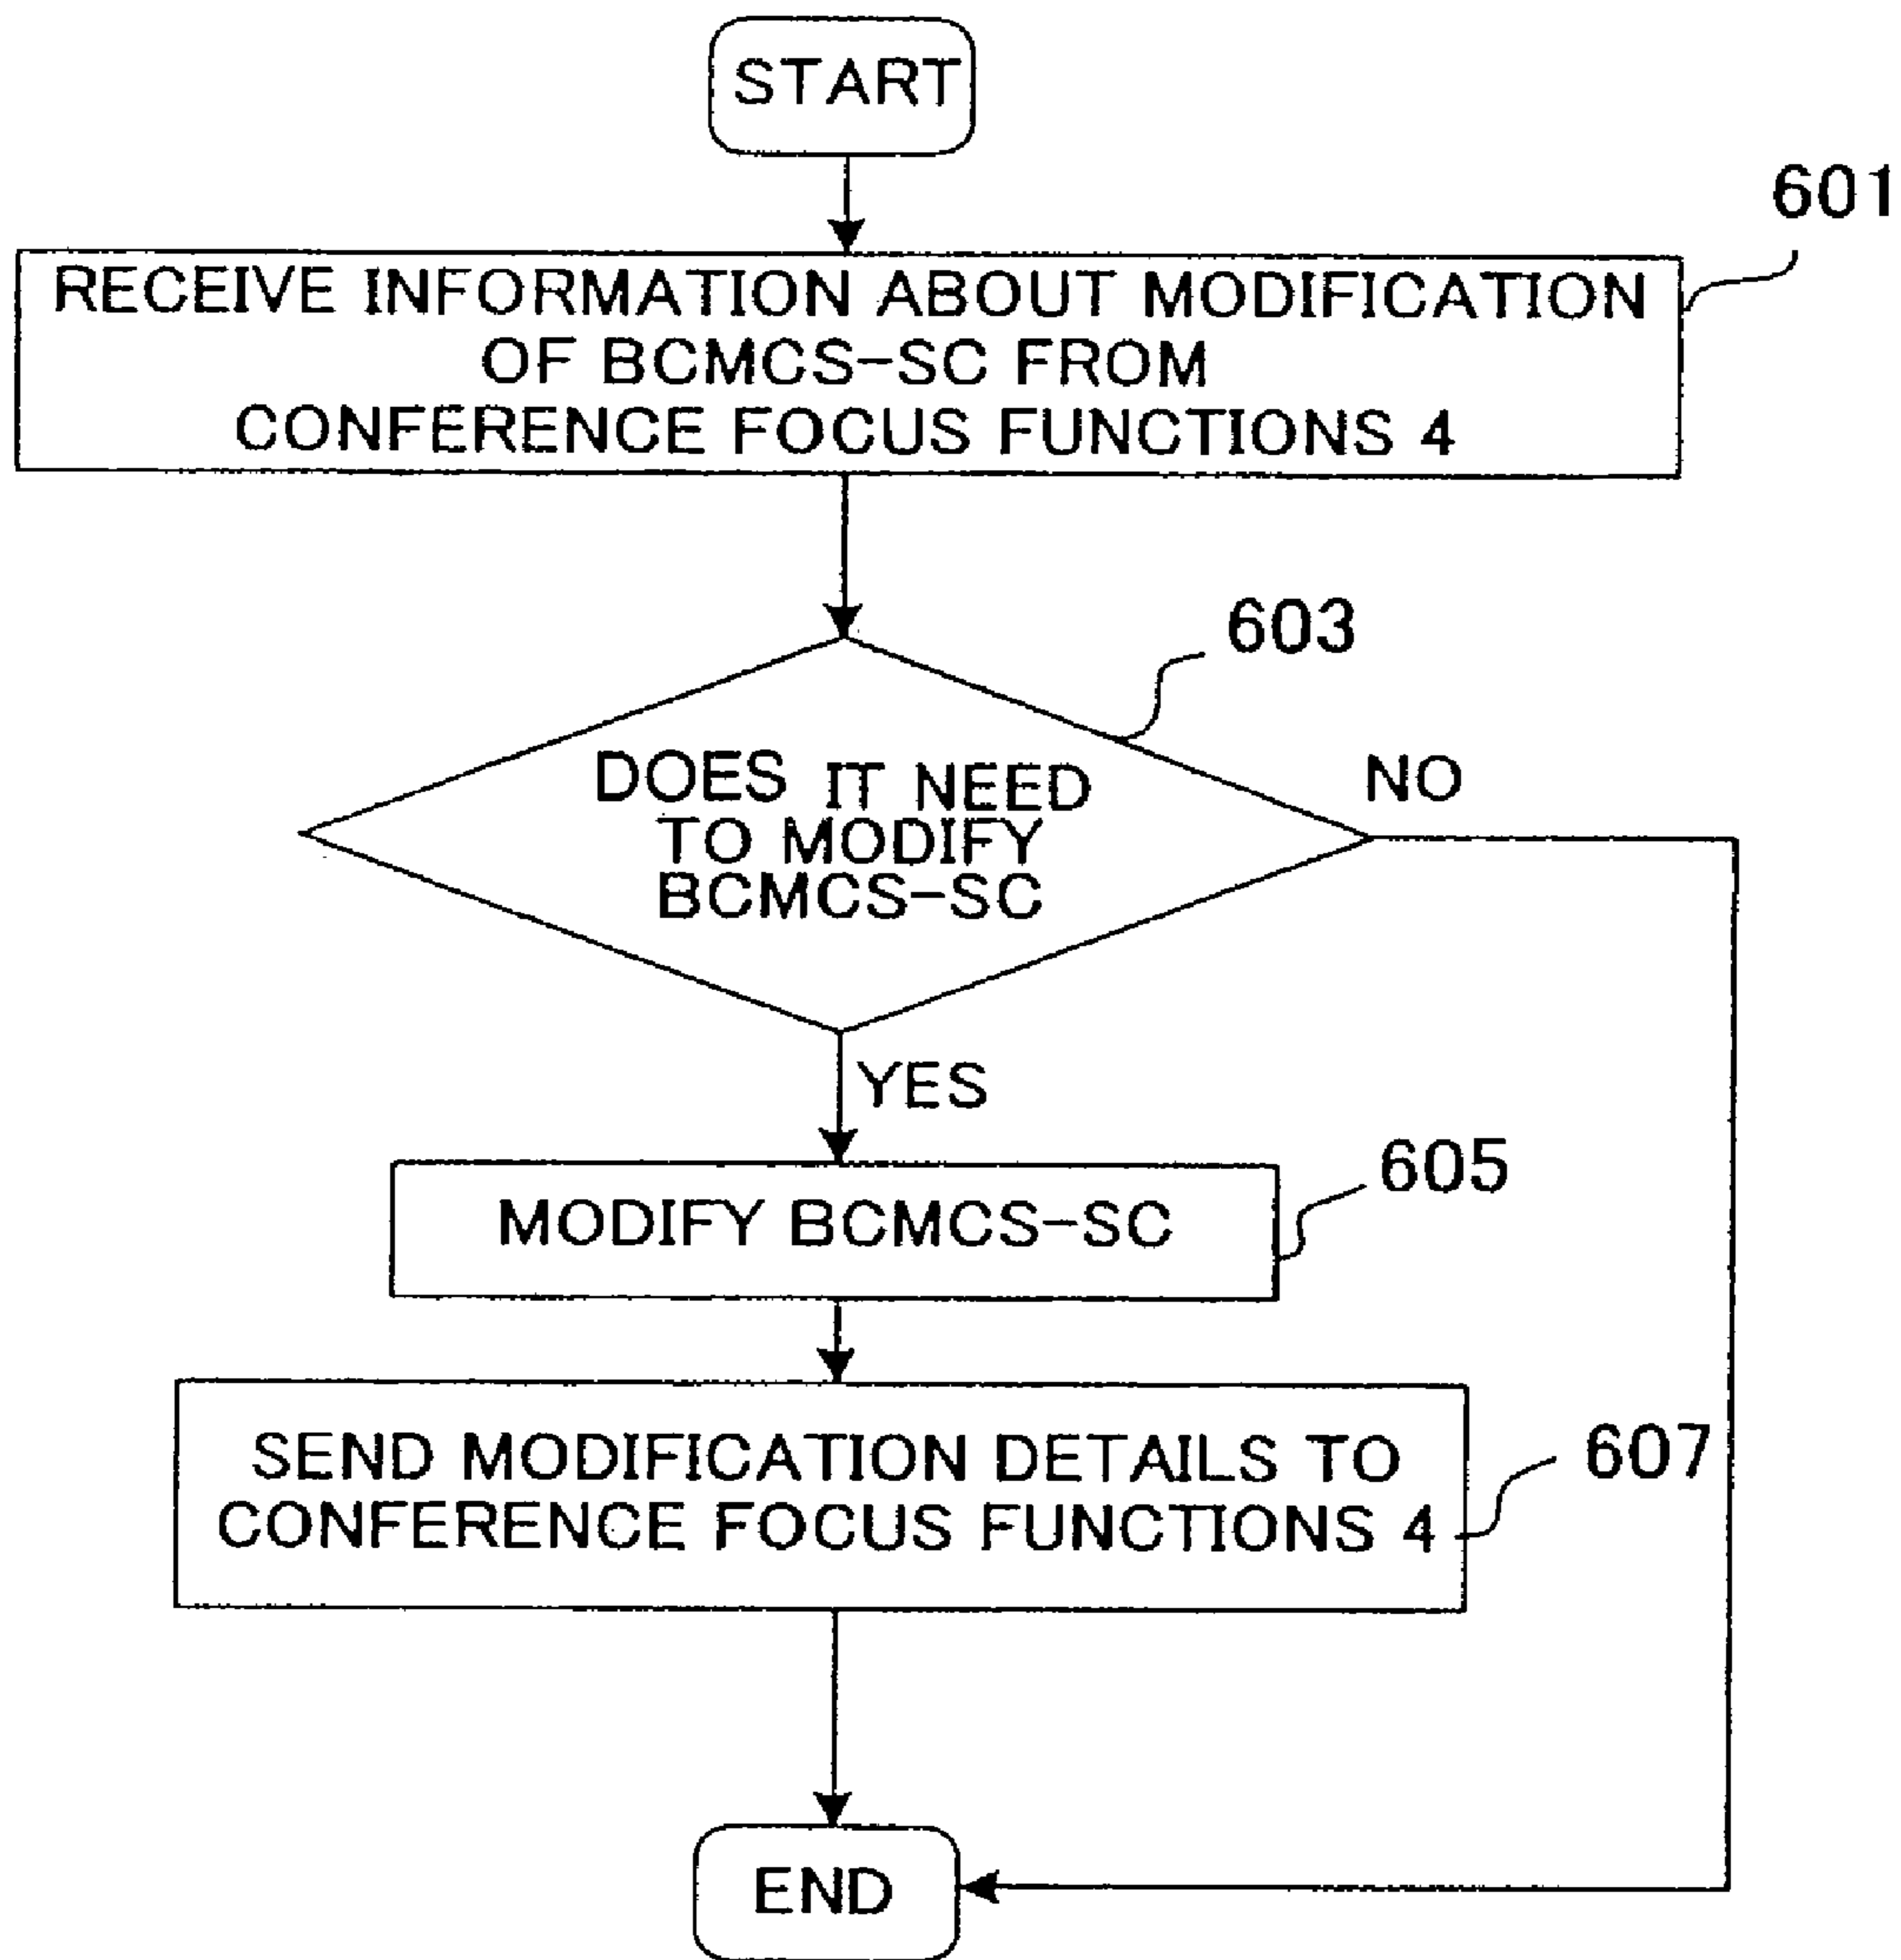 START
601
RECEIVE INFORMATION ABOUT MODIFICATION
OF BCMCS-SC FROM
CONFERENCE FOCUS FUNCTIONS 4
603
DOES IT NEED
TO MODIFY
BCMCS-SC
NO
YES
605
MODIFY BCMCS-SC
607
SEND MODIFICATION DETAILS TO
CONFERENCE FOCUS FUNCTIONS 4
END